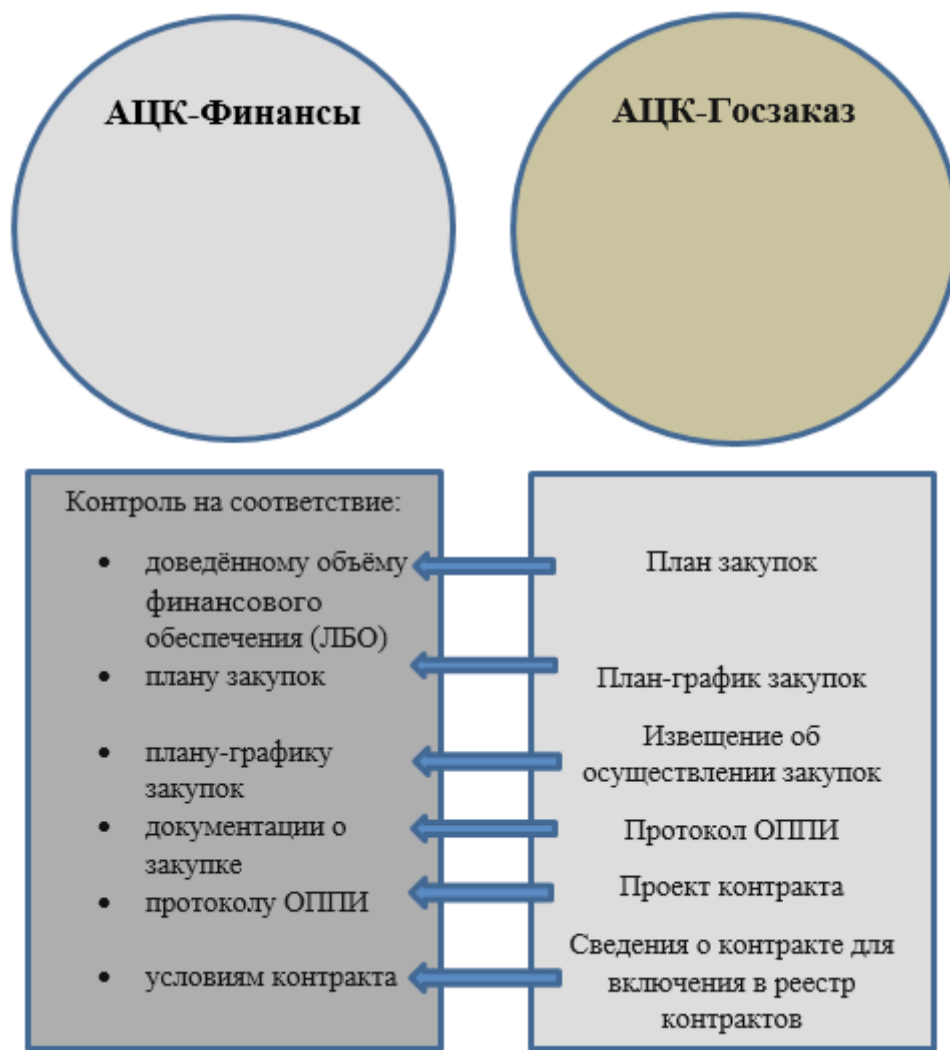 АЦК-Финансы
АЦК-Госзаказ
Контроль на соответствие:
• доведённому объёму
финансового
обеспечения (ЛБО)
• плану закупок
• плану-графику
закупок
• документации о
закупке
• протоколу ОППИ
• условиям контракта
План закупок
План-график закупок
Извещение об
осуществлении закупок
Протокол ОППИ
Проект контракта
Сведения о контракте для
включения в реестр
контрактов